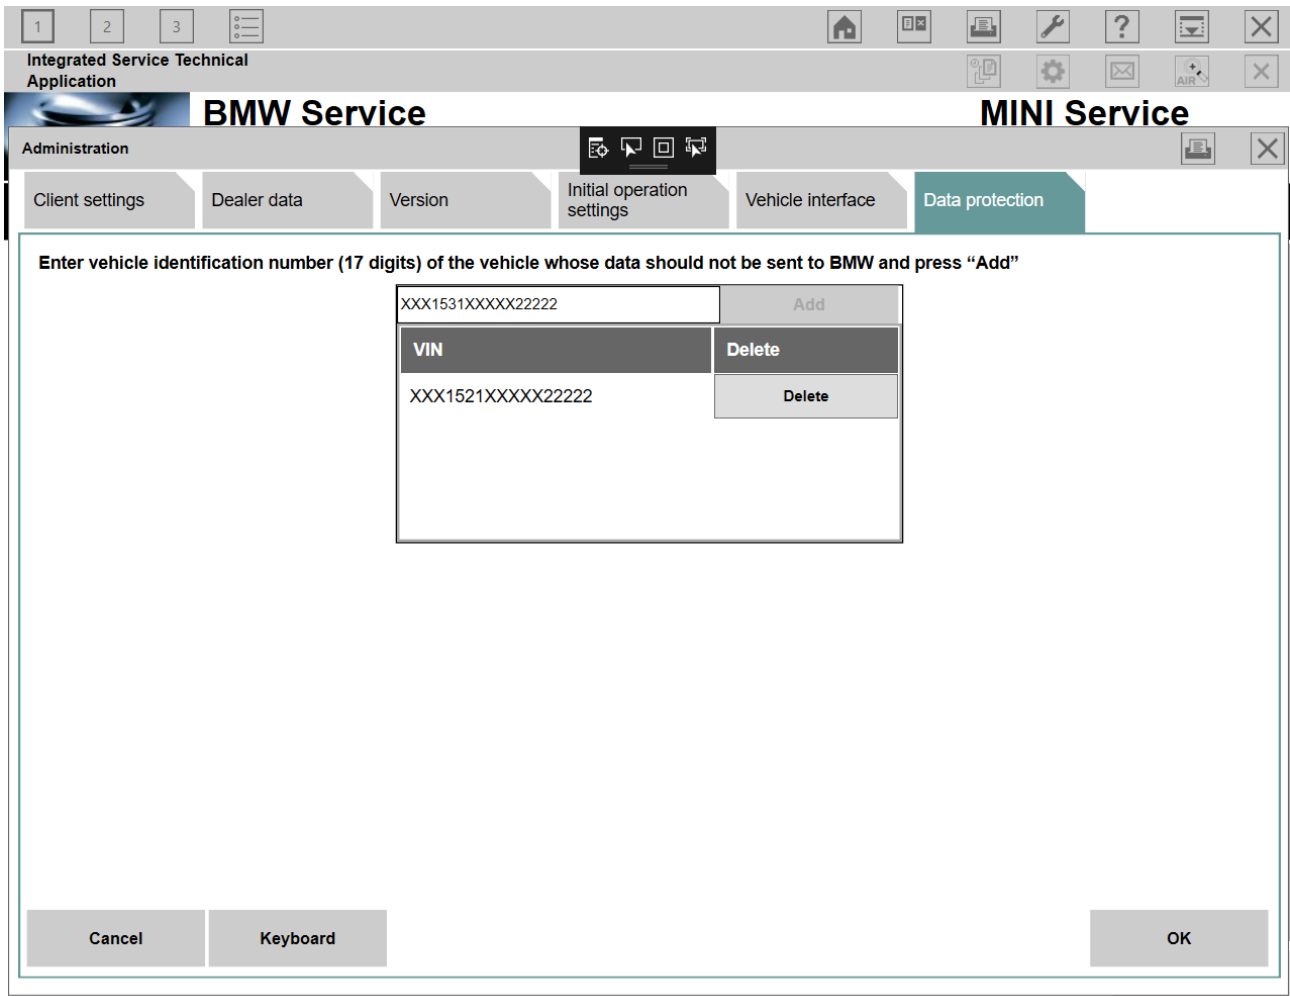 1 2 3
Integrated Service Technical
Application
AIR
BMW Service
MINI Service
Administration
Client settings
Dealer data
Version
Initial operation
settings
Vehicle interface
Data protection
Enter vehicle identification number (17 digits) of the vehicle whose data should not be sent to BMW and press “Add”
XXX1531XXXXX22222
Add
VIN
Delete
XXX1521XXXXX22222
Delete
Cancel
Keyboard
OK